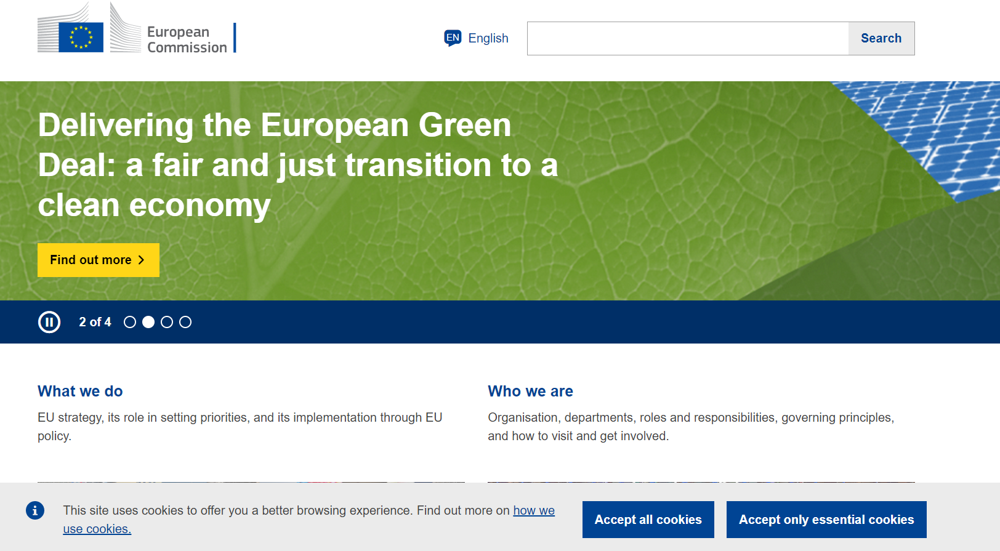 European
Commission
EN English
Search
Delivering the European Green
Deal: a fair and just transition to a
clean economy
Find out more
2 of 4
What we do
EU strategy, its role in setting priorities, and its implementation through EU
policy.
Who we are
Organisation, departments, roles and responsibilities, governing principles,
and how to visit and get involved.
This site uses cookies to offer you a better browsing experience. Find out more on how we
use cookies.
Accept all cookies
Accept only essential cookies